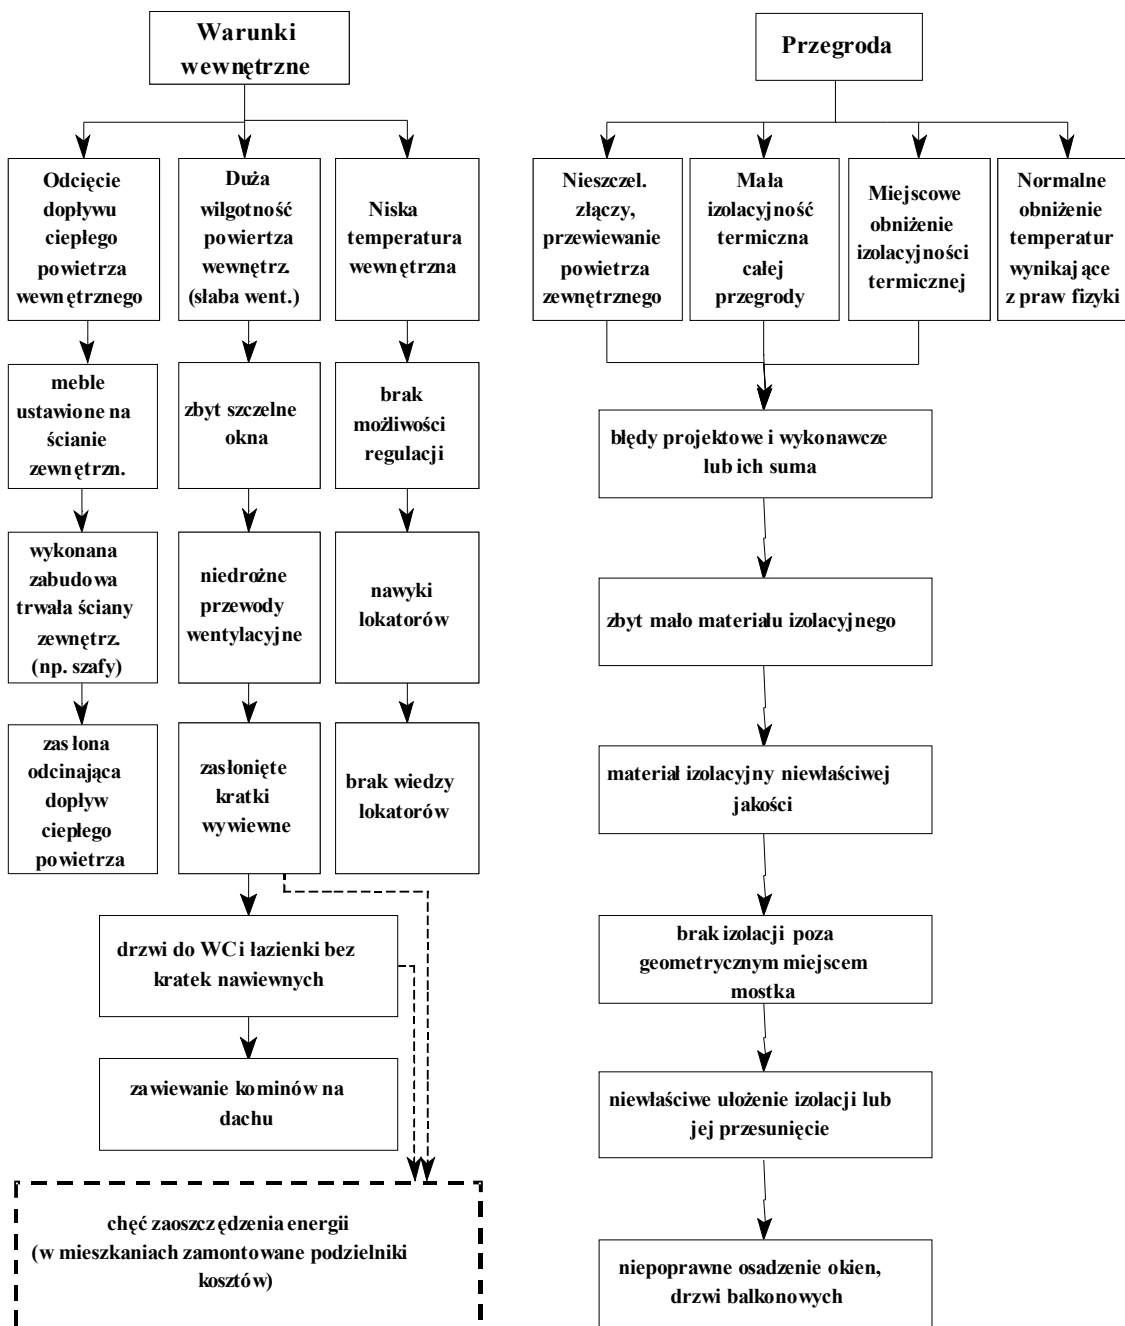 Warunki
wewnętrzne
Odcięcie
dopływu
ciepłego
powietrza
wewnętrznego
Duża
wilgotność
powiertza
wewnętrz.
(słaba went.)
Niska
temperatura
wewnętrzna
meble
ustawione na
ścianie
zewnętrzn.
zbyt szczelne
okna
brak
możliwości
regulacji
wykonana
zabudowa
trwała ściany
zewnętrz.
(np. szafy)
niedrożne
przewody
wentylacyjne
nawyki
lokatorów
zasłona
odcinająca
dopływ
ciepłego
powietrza
zasłonięte
kratki
wywiewne
brak wiedzy
lokatorów
drzwi do WC i łazienki bez
kratek nawiewnych
zawiewanie kominów na
dachu
chęć zaoszczędzenia energii
(w mieszkaniach zamontowane podzielniki
kosztów)
Przegroda
Nieszczel.
złączy,
przewiewanie
powietrza
zewnętrznego
Mała
izolacyjność
termiczna
całej
przegrody
Miejscowe
obniżenie
izolacyjności
termicznej
Normalne
obniżenie
temperatur
wynikające
z praw fizyki
błędy projektowe i wykonawcze
lub ich suma
zbyt mało materiału izolacyjnego
materiał izolacyjny niewłaściwej
jakości
brak izolacji poza
geometrycznym miejscem
mostka
niewłaściwe ułożenie izolacji lub
jej przesunięcie
niepoprawne osadzenie okien,
drzwi balkonowych